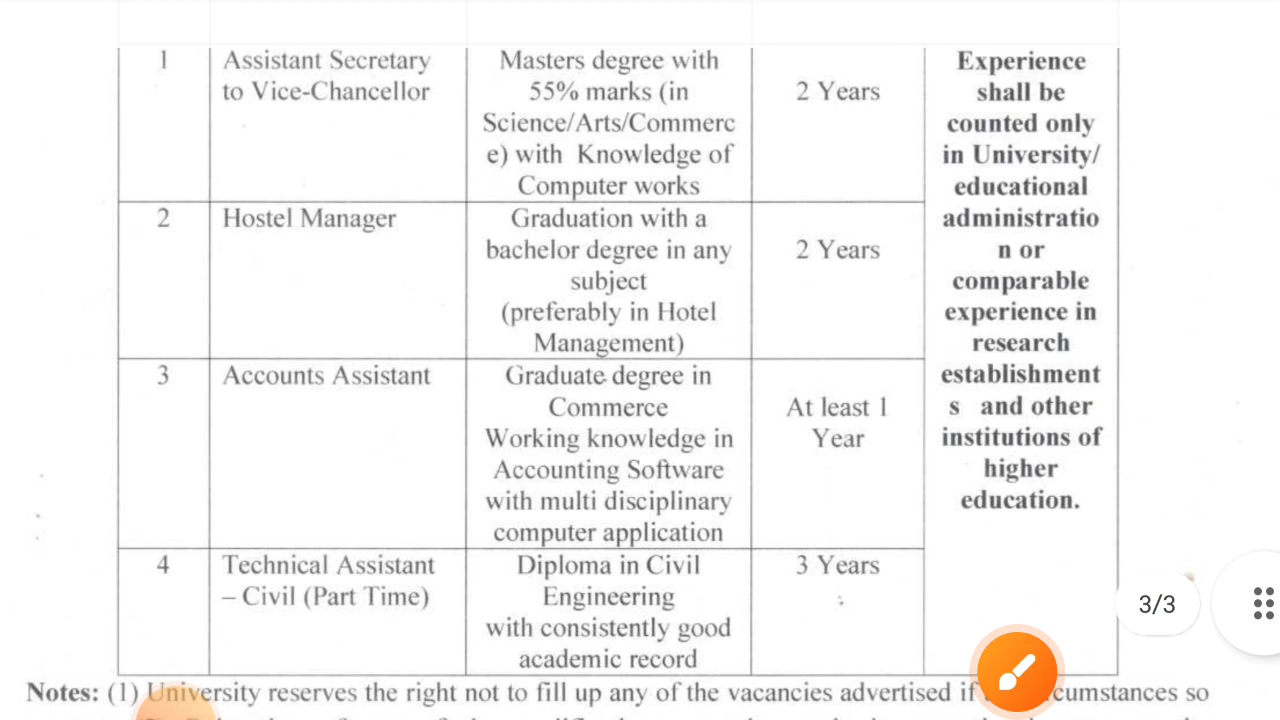 1
Assistant Secretary
to Vice-Chancellor
Masters degree with
55% marks (in
Science/Arts/Commerc
e) with Knowledge of
Computer works
2 Years
Experience
shall be
counted only
in University/
educational
administratio
n or
comparable
experience in
research
establishment
s and other
institutions of
higher
education.
2
Hostel Manager
Graduation with a
bachelor degree in any
subject
(preferably in Hotel
Management)
2 Years
3
Accounts Assistant
Graduate degree in
Commerce
Working knowledge in
Accounting Software
with multi disciplinary
computer application
At least 1
Year
4
Technical Assistant
– Civil (Part Time)
Diploma in Civil
Engineering
with consistently good
academic record
3 Years
3/3
Notes: (1) University reserves the right not to fill up any of the vacancies advertised if so